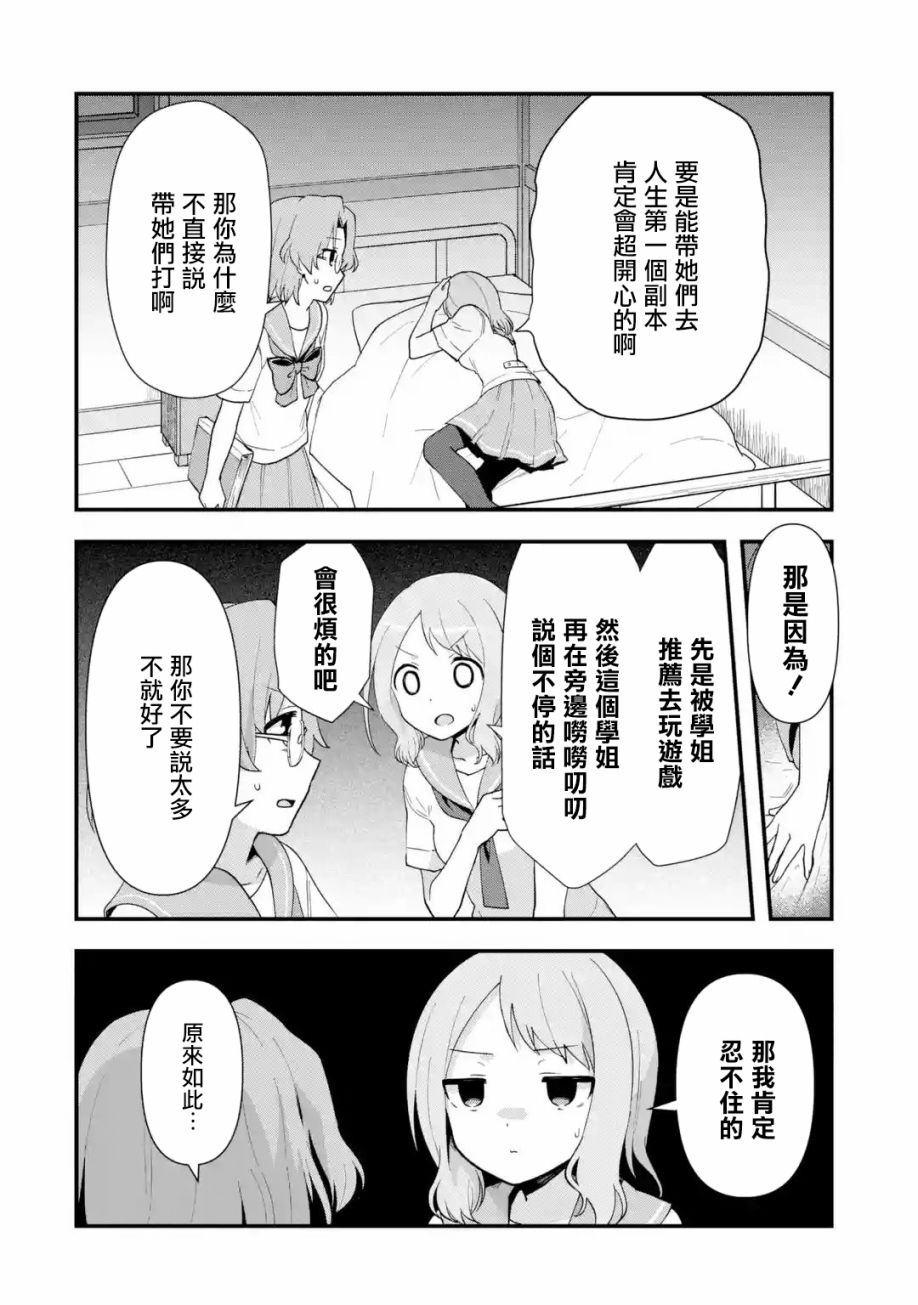 要是能帶她們去
人生第一個副本
肯定會超開心的啊
那你為什麼
不直接說
帶她們打啊
那是因為！
先是被學姐
推薦去玩遊戲
然後這個學姐
再在旁邊嘮嘮叨叨
說個不停的話
會很煩的吧
那你不要說太多
不就好了
那我肯定
忍不住的
原來如此…